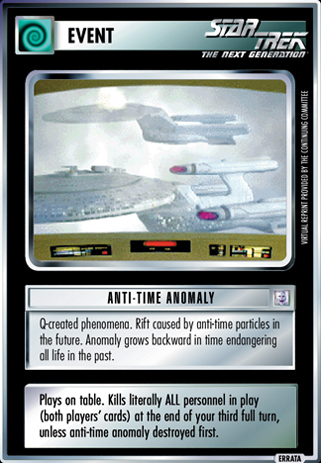 EVENT
STAR TREK
THE NEXT GENERATION
VIRTUAL REPRINT PROVIDED BY THE CONTINUING COMMITTEE
ANTI-TIME ANOMALY
Q-created phenomena. Rift caused by anti-time particles in
the future. Anomaly grows backward in time endangering
all life in the past.
Plays on table. Kills literally ALL personnel in play
(both players' cards) at the end of your third full turn,
unless anti-time anomaly destroyed first.
ERRATA